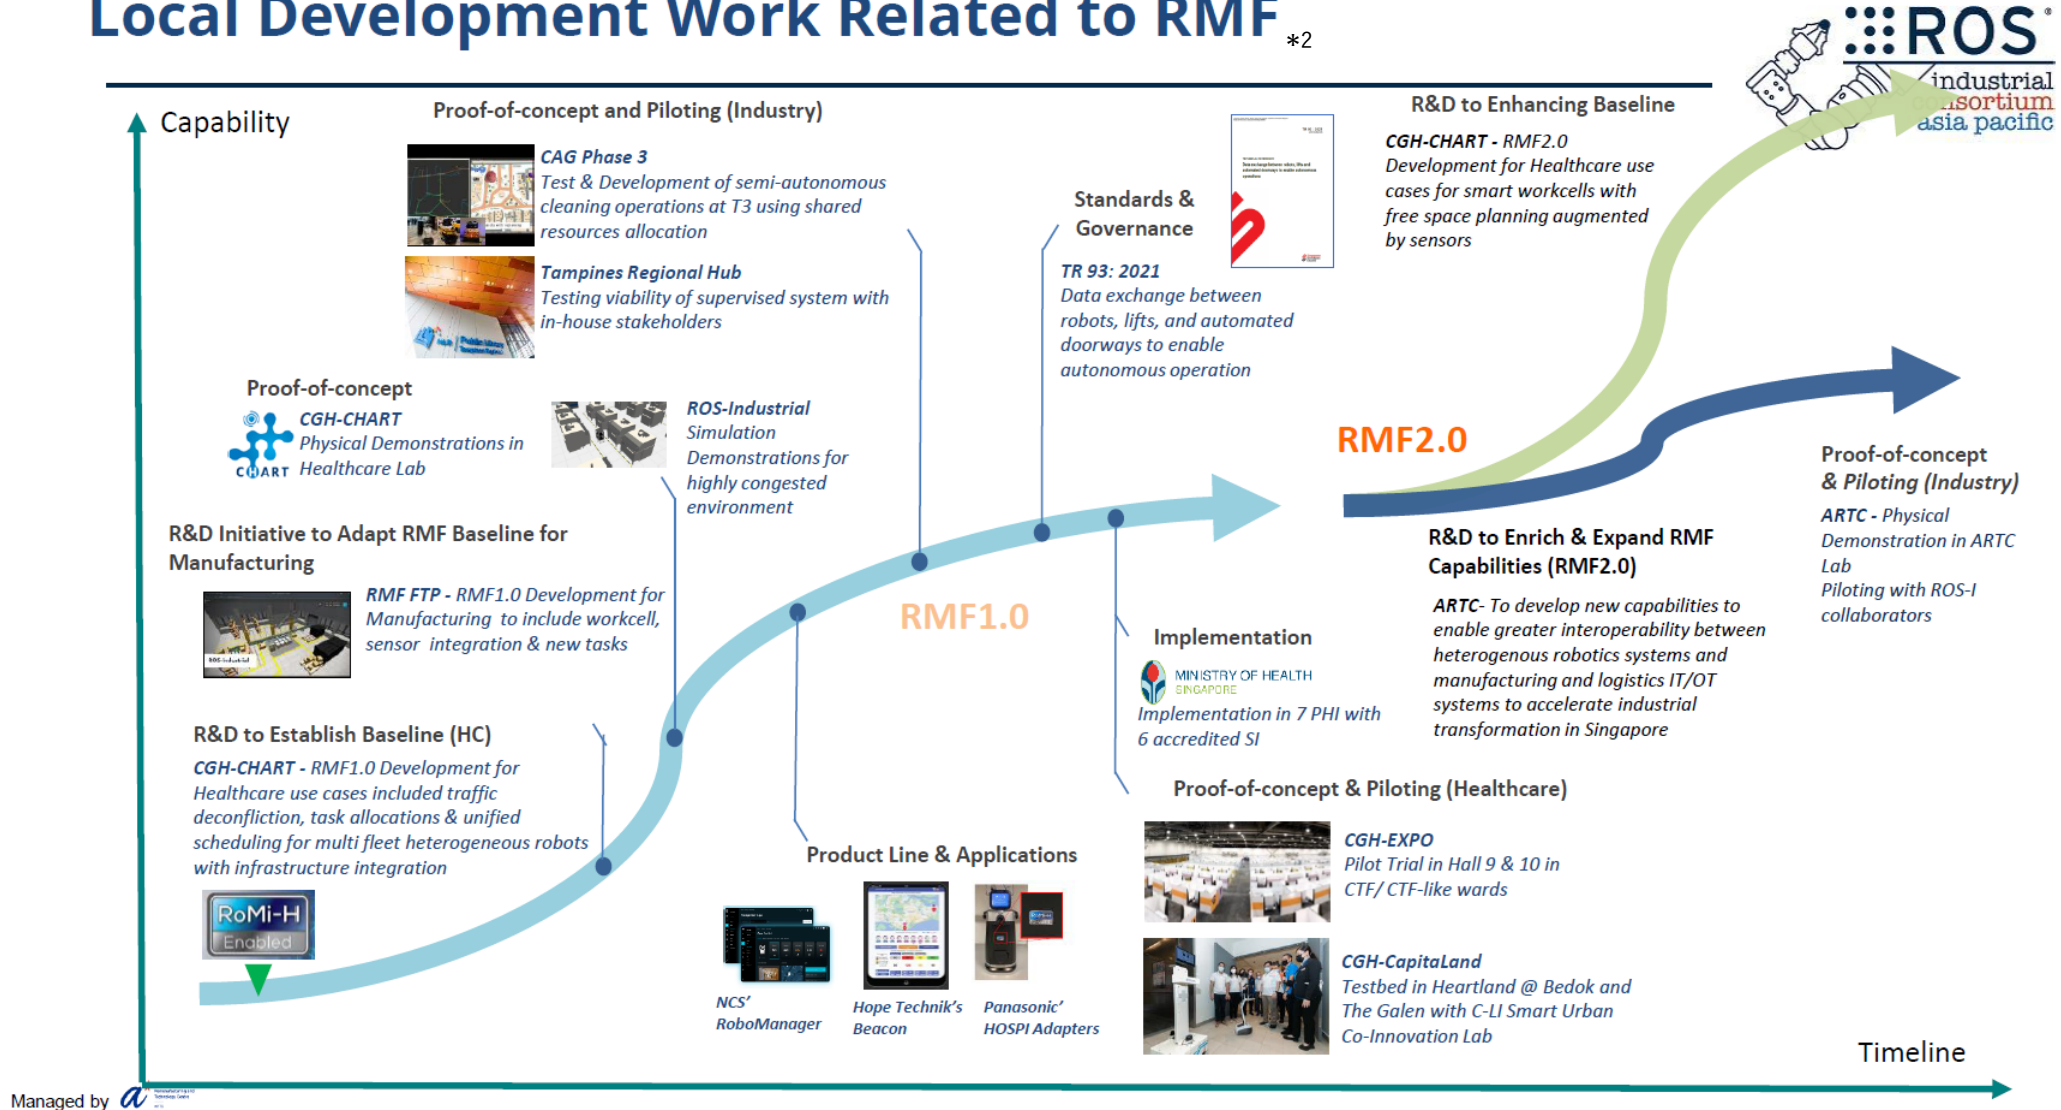 Local Development Work Related to RMF *2
ROS
industrial
consortium
asia pacific
Capability
Proof-of-concept and Piloting (Industry)
CAG Phase 3
Test & Development of semi-autonomous
cleaning operations at T3 using shared
resources allocation
Tampines Regional Hub
Testing viability of supervised system with
in-house stakeholders
Standards &
Governance
TR 93: 2021
Data exchange between
robots, lifts, and automated
doorways to enable
autonomous operation
R&D to Enhancing Baseline
CGH-CHART - RMF2.0
Development for Healthcare use
cases for smart workcells with
free space planning augmented
by sensors
Proof-of-concept
CHART
CGH-CHART
Physical Demonstrations in
Healthcare Lab
ROS-Industrial
Simulation
Demonstrations for
highly congested
environment
R&D Initiative to Adapt RMF Baseline for
Manufacturing
ROS-Industrial
RMF FTP - RMF1.0 Development for
Manufacturing to include workcell,
sensor integration & new tasks
RMF1.0
RMF2.0
R&D to Enrich & Expand RMF
Capabilities (RMF2.0)
ARTC- To develop new capabilities to
enable greater interoperability between
heterogenous robotics systems and
manufacturing and logistics IT/OT
systems to accelerate industrial
transformation in Singapore
Proof-of-concept
& Piloting (Industry)
ARTC - Physical
Demonstration in ARTC
Lab
Piloting with ROS-I
collaborators
R&D to Establish Baseline (HC)
CGH-CHART - RMF1.0 Development for
Healthcare use cases included traffic
deconfliction, task allocations & unified
scheduling for multi fleet heterogeneous robots
with infrastructure integration
RoMi-H
Enabled
Implementation
MINISTRY OF HEALTH
SINGAPORE
Implementation in 7 PHI with
6 accredited SI
Product Line & Applications
NCS'
RoboManager
Hope Technik's
Beacon
Panasonic'
HOSPI Adapters
Proof-of-concept & Piloting (Healthcare)
CGH-EXPO
Pilot Trial in Hall 9 & 10 in
CTF/ CTF-like wards
CGH-CapitaLand
Testbed in Heartland @ Bedok and
The Galen with C-LI Smart Urban
Co-Innovation Lab
Timeline
Managed by